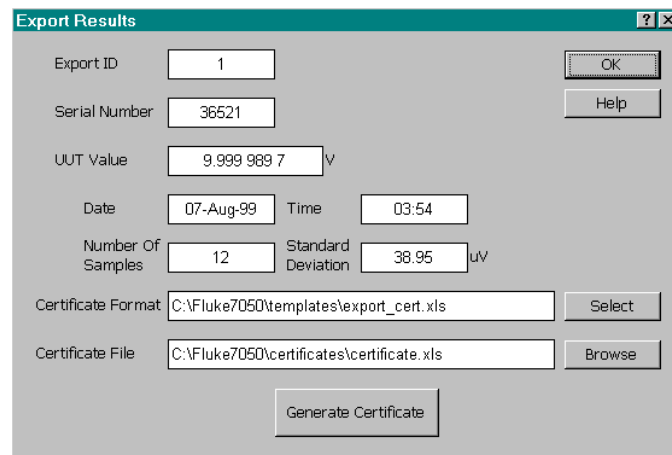 Export Results
Export ID 1 OK
Serial Number 36521 Help
UUT Value 9.999 989 7 V
Date 07-Aug-99 Time 03:54
Number Of Samples 12 Standard Deviation 38.95 uV
Certificate Format C:\Fluke7050\templates\export_cert.xls Select
Certificate File C:\Fluke7050\certificates\certificate.xls Browse
Generate Certificate